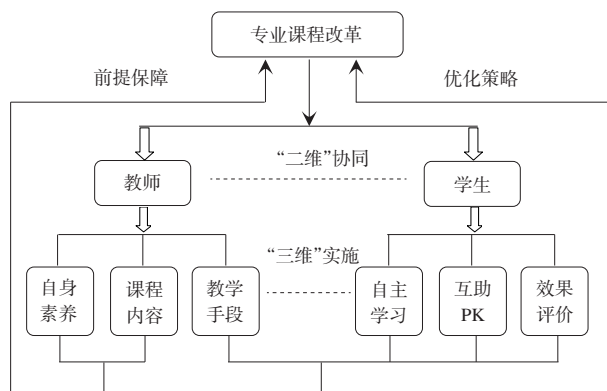 专业课程改革
前提保障
优化策略
“二维”协同
教师
学生
“三维”实施
自身
素养
课程
内容
教学
手段
自主
学习
互助
PK
效果
评价